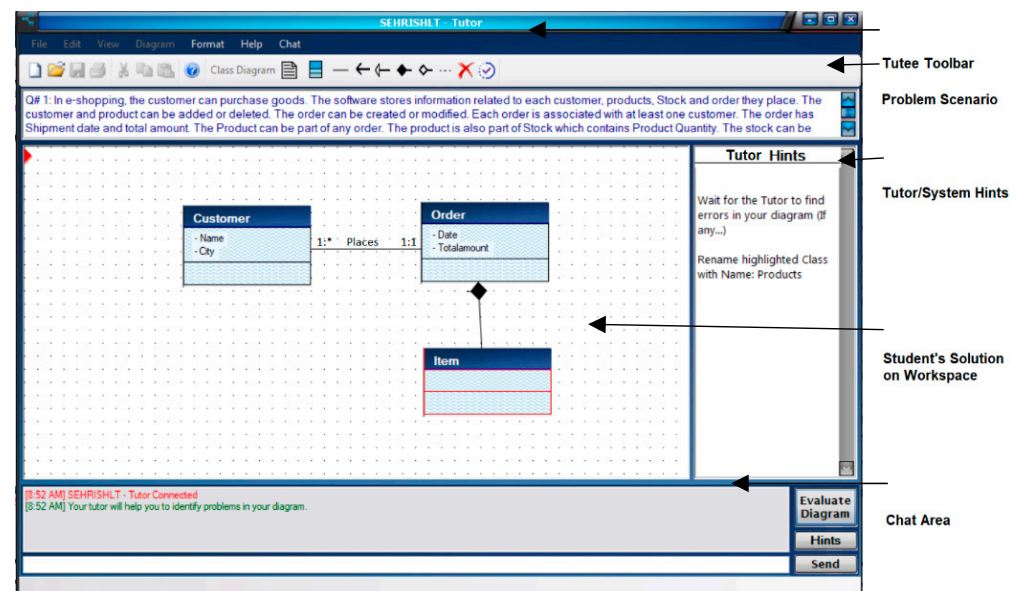 SEHRISHLT - Tutor
File Edit View Diagram Format Help Chat
Class Diagram
Tutee Toolbar
Q# 1: In e-shopping, the customer can purchase goods. The software stores information related to each customer, products, Stock and order they place. The
customer and product can be added or deleted. The order can be created or modified. Each order is associated with at least one customer. The order has
Shipment date and total amount. The Product can be part of any order. The product is also part of Stock which contains Product Quantity. The stock can be
Problem Scenario
Tutor Hints
Wait for the Tutor to find
errors in your diagram (If
any...)
Rename highlighted Class
with Name: Products
Tutor/System Hints
Customer
- Name
- City
1:* Places 1:1
Order
- Date
- Totalamount
Item
Student's Solution
on Workspace
[8:52 AM] SEHRISHLT - Tutor Connected
[8:52 AM] Your tutor will help you to identify problems in your diagram.
Evaluate
Diagram
Hints
Send
Chat Area